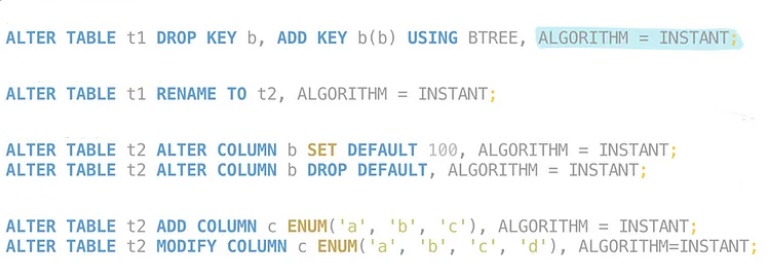 ALTER TABLE t1 DROP KEY b, ADD KEY b(b) USING BTREE, ALGORITHM = INSTANT;
ALTER TABLE t1 RENAME TO t2, ALGORITHM = INSTANT;
ALTER TABLE t2 ALTER COLUMN b SET DEFAULT 100, ALGORITHM = INSTANT;
ALTER TABLE t2 ALTER COLUMN b DROP DEFAULT, ALGORITHM = INSTANT;
ALTER TABLE t2 ADD COLUMN c ENUM('a', 'b', 'c'), ALGORITHM = INSTANT;
ALTER TABLE t2 MODIFY COLUMN c ENUM('a', 'b', 'c', 'd'), ALGORITHM=INSTANT;